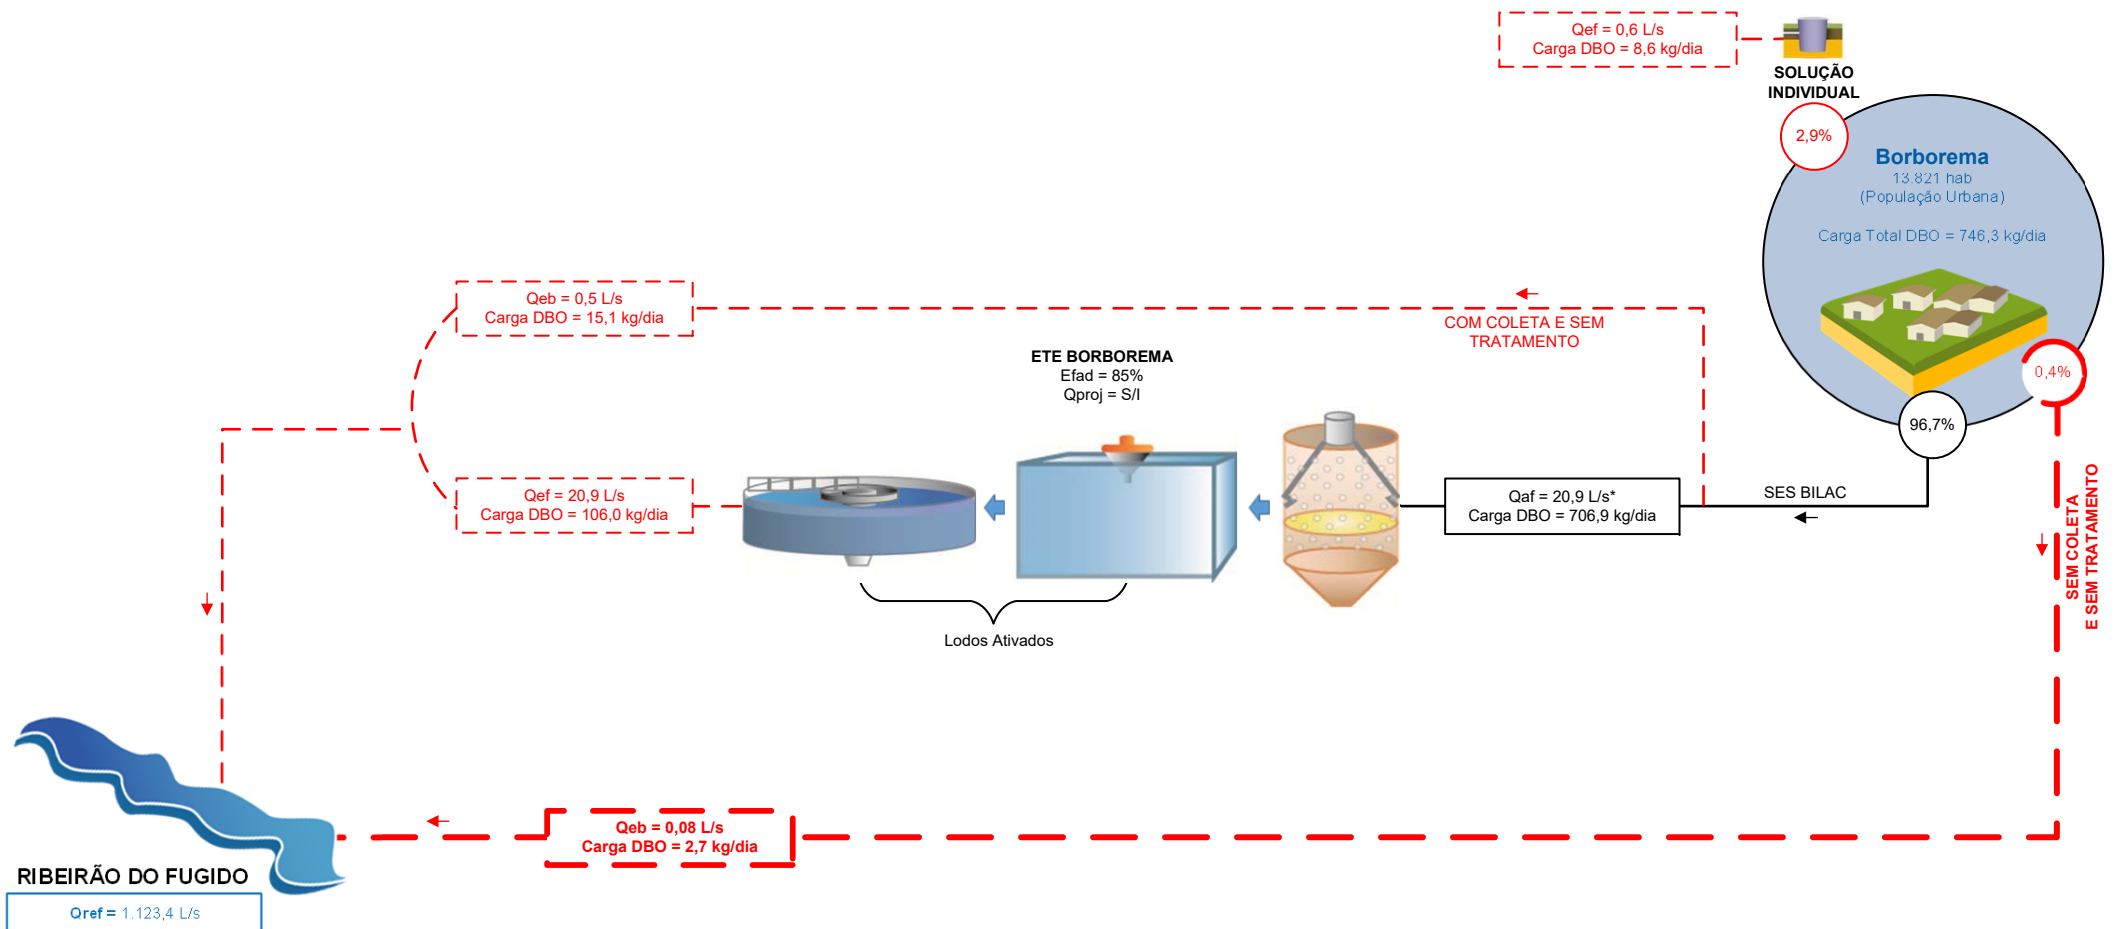 Qef = 0,6 L/s
Carga DBO = 8,6 kg/dia
SOLUÇÃO
INDIVIDUAL
2,9%
Borborema
13.821 hab
(População Urbana)
Carga Total DBO = 746,3 kg/dia
0,4%
96,7%
Qeb = 0,5 L/s
Carga DBO = 15,1 kg/dia
COM COLETA E SEM
TRATAMENTO
ETE BORBOREMA
Efad = 85%
Qproj = S/I
Qef = 20,9 L/s
Carga DBO = 106,0 kg/dia
Qaf = 20,9 L/s*
Carga DBO = 706,9 kg/dia
SES BILAC
SEM COLETA
E SEM TRATAMENTO
Lodos Ativados
Qeb = 0,08 L/s
Carga DBO = 2,7 kg/dia
RIBEIRÃO DO FUGIDO
Qref = 1.123,4 L/s